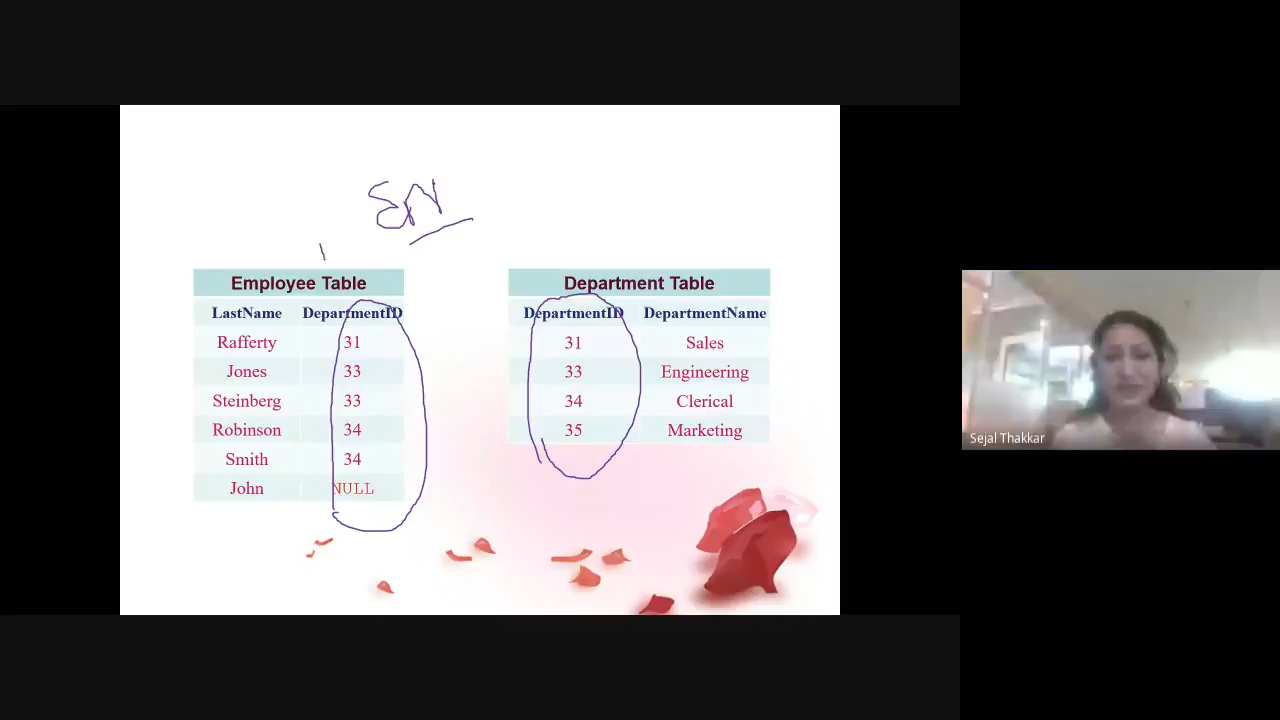 Employee Table
LastName DepartmentID
Rafferty 31
Jones 33
Steinberg 33
Robinson 34
Smith 34
John NULL
Department Table
DepartmentID DepartmentName
31 Sales
33 Engineering
34 Clerical
35 Marketing
Sejal Thakkar